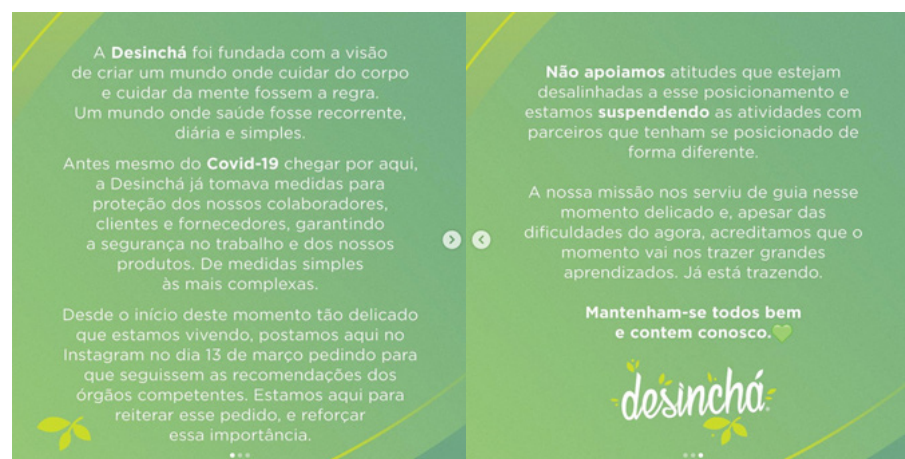 A Desinchá foi fundada com a visão
de criar um mundo onde cuidar do corpo
e cuidar da mente fossem a regra.
Um mundo onde saúde fosse recorrente,
diária e simples.
Antes mesmo do Covid-19 chegar por aqui,
a Desinchá já tomava medidas para
proteção dos nossos colaboradores,
clientes e fornecedores, garantindo
a segurança no trabalho e dos nossos
produtos. De medidas simples
às mais complexas.
Desde o início deste momento tão delicado
que estamos vivendo, postamos aqui no
Instagram no dia 13 de março pedindo para
que seguissem as recomendações dos
órgãos competentes. Estamos aqui para
reiterar esse pedido, e reforçar
essa importância.
Não apoiamos atitudes que estejam
desalinhadas a esse posicionamento e
estamos suspendendo as atividades com
parceiros que tenham se posicionado de
forma diferente.
A nossa missão nos serviu de guia nesse
momento delicado e, apesar das
dificuldades do agora, acreditamos que o
momento vai nos trazer grandes
aprendizados. Já está trazendo.
Mantenham-se todos bem
e contem conosco.💚
desinchá